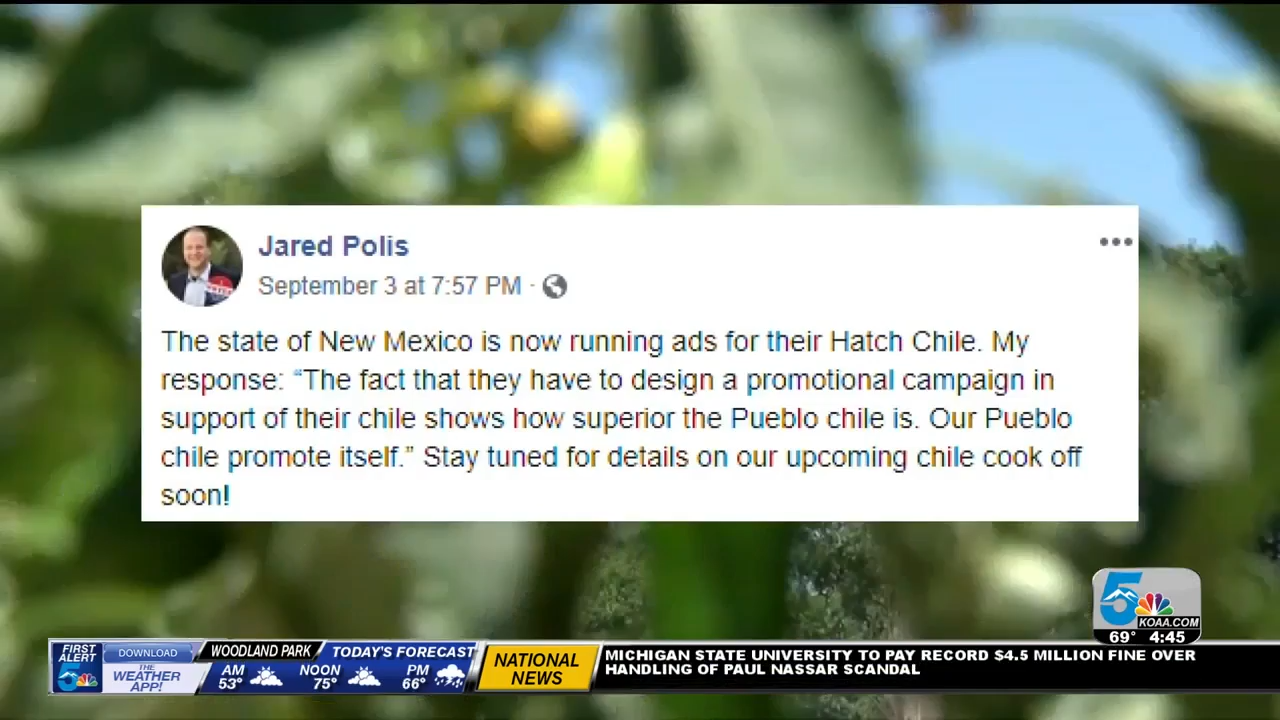 Jared Polis
September 3 at 7:57 PM ·
The state of New Mexico is now running ads for their Hatch Chile. My
response: “The fact that they have to design a promotional campaign in
support of their chile shows how superior the Pueblo chile is. Our Pueblo
chile promote itself.” Stay tuned for details on our upcoming chile cook off
soon!
5
KOAA.COM
69° 4:45
FIRST
ALERT
5
DOWNLOAD
THE
WEATHER
APP!
WOODLAND PARK
TODAY'S FORECAST
AM
53°
NOON
75°
PM
66°
NATIONAL
NEWS
MICHIGAN STATE UNIVERSITY TO PAY RECORD $4.5 MILLION FINE OVER
HANDLING OF PAUL NASSAR SCANDAL